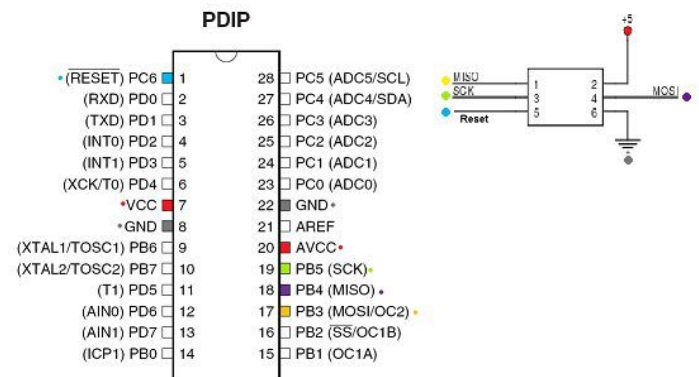 PDIP
(RESET) PC6 1
(RXD) PD0 2
(TXD) PD1 3
(INT0) PD2 4
(INT1) PD3 5
(XCK/T0) PD4 6
VCC 7
GND 8
(XTAL1/TOSC1) PB6 9
(XTAL2/TOSC2) PB7 10
(T1) PD5 11
(AIN0) PD6 12
(AIN1) PD7 13
(ICP1) PB0 14
28 PC5 (ADC5/SCL)
27 PC4 (ADC4/SDA)
26 PC3 (ADC3)
25 PC2 (ADC2)
24 PC1 (ADC1)
23 PC0 (ADC0)
22 GND
21 AREF
20 AVCC
19 PB5 (SCK)
18 PB4 (MISO)
17 PB3 (MOSI/OC2)
16 PB2 (SS/OC1B)
15 PB1 (OC1A)
+5
MISO 1 2
SCK 3 4 MOSI
Reset 5 6